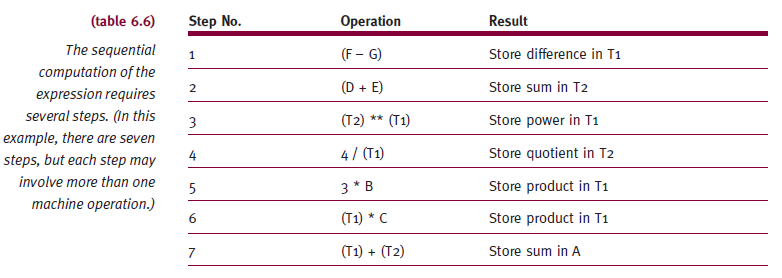 (table 6.6)
The sequential
computation of the
expression requires
several steps. (In this
example, there are seven
steps, but each step may
involve more than one
machine operation.)
Step No. Operation Result
1 (F – G) Store difference in T1
2 (D + E) Store sum in T2
3 (T2) ** (T1) Store power in T1
4 4 / (T1) Store quotient in T2
5 3 * B Store product in T1
6 (T1) * C Store product in T1
7 (T1) + (T2) Store sum in A